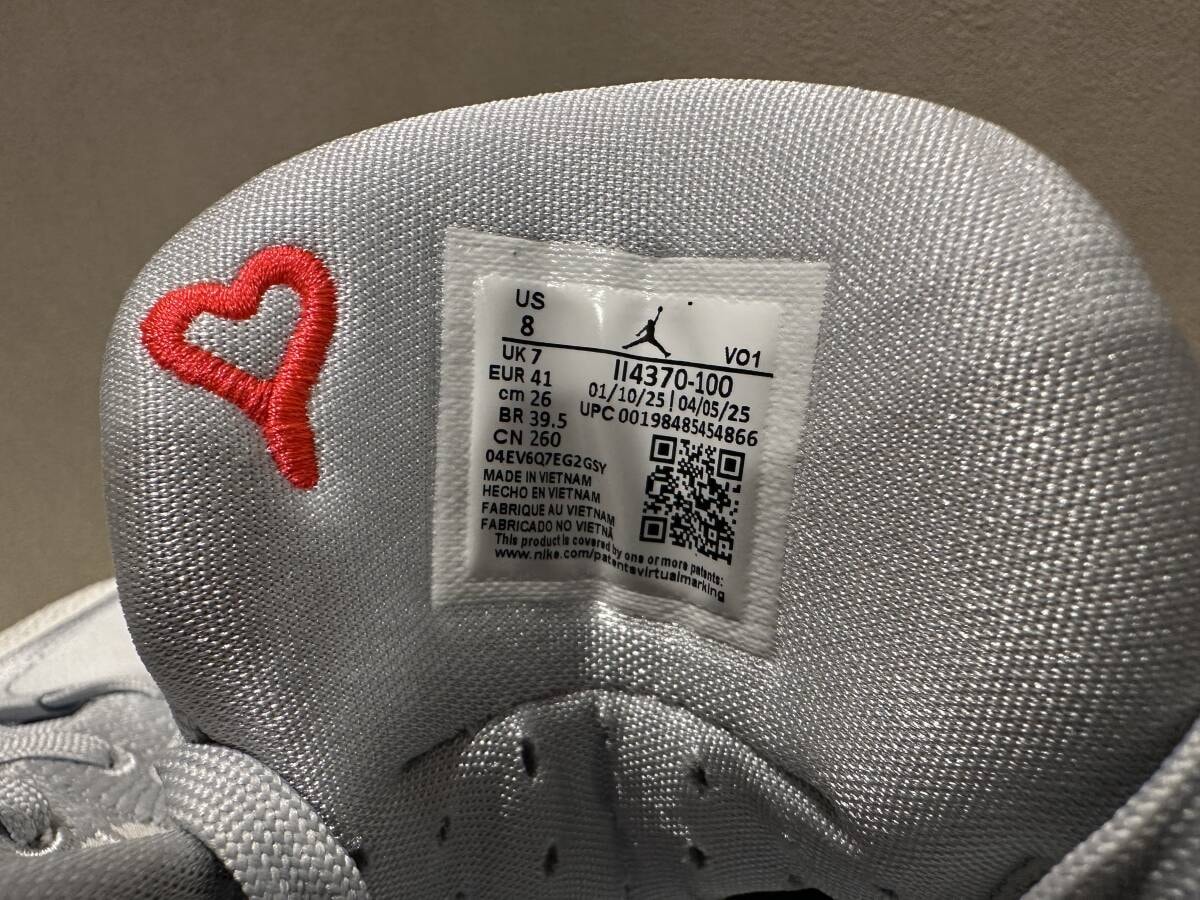 US
8
VO1
UK 7
II4370-100
EUR 41
01/10/25 | 04/05/25
cm 26
UPC 00198485454866
BR 39.5
CN 260
04EV6Q7EG2GSY
MADE IN VIETNAM
HECHO EN VIETNAM
FABRIQUE AU VIETNAM
FABRICADO NO VIETNÃ
This product is covered by one or more patents:
www.nike.com/patentsvirtualmarking